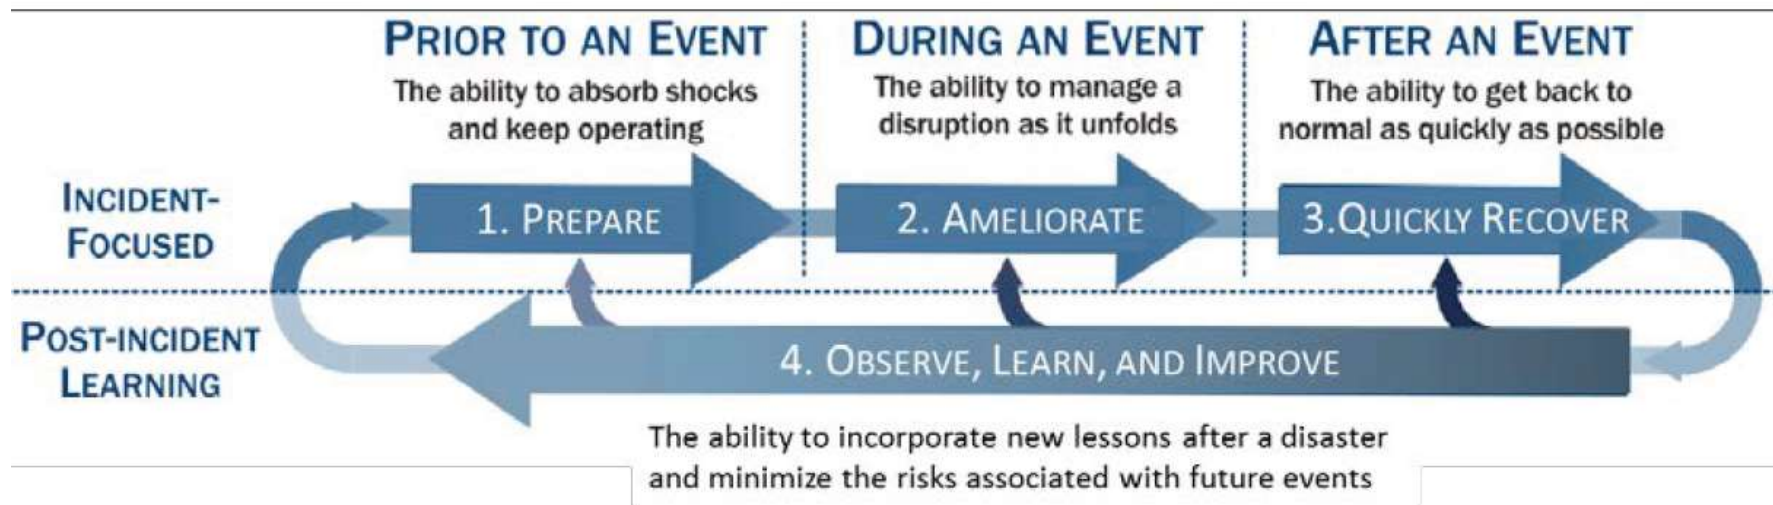 PRIOR TO AN EVENT
The ability to absorb shocks
and keep operating
DURING AN EVENT
The ability to manage a
disruption as it unfolds
AFTER AN EVENT
The ability to get back to
normal as quickly as possible
INCIDENT-
FOCUSED
1. PREPARE
2. AMELIORATE
3.QUICKLY RECOVER
POST-INCIDENT
LEARNING
4. OBSERVE, LEARN, AND IMPROVE
The ability to incorporate new lessons after a disaster
and minimize the risks associated with future events